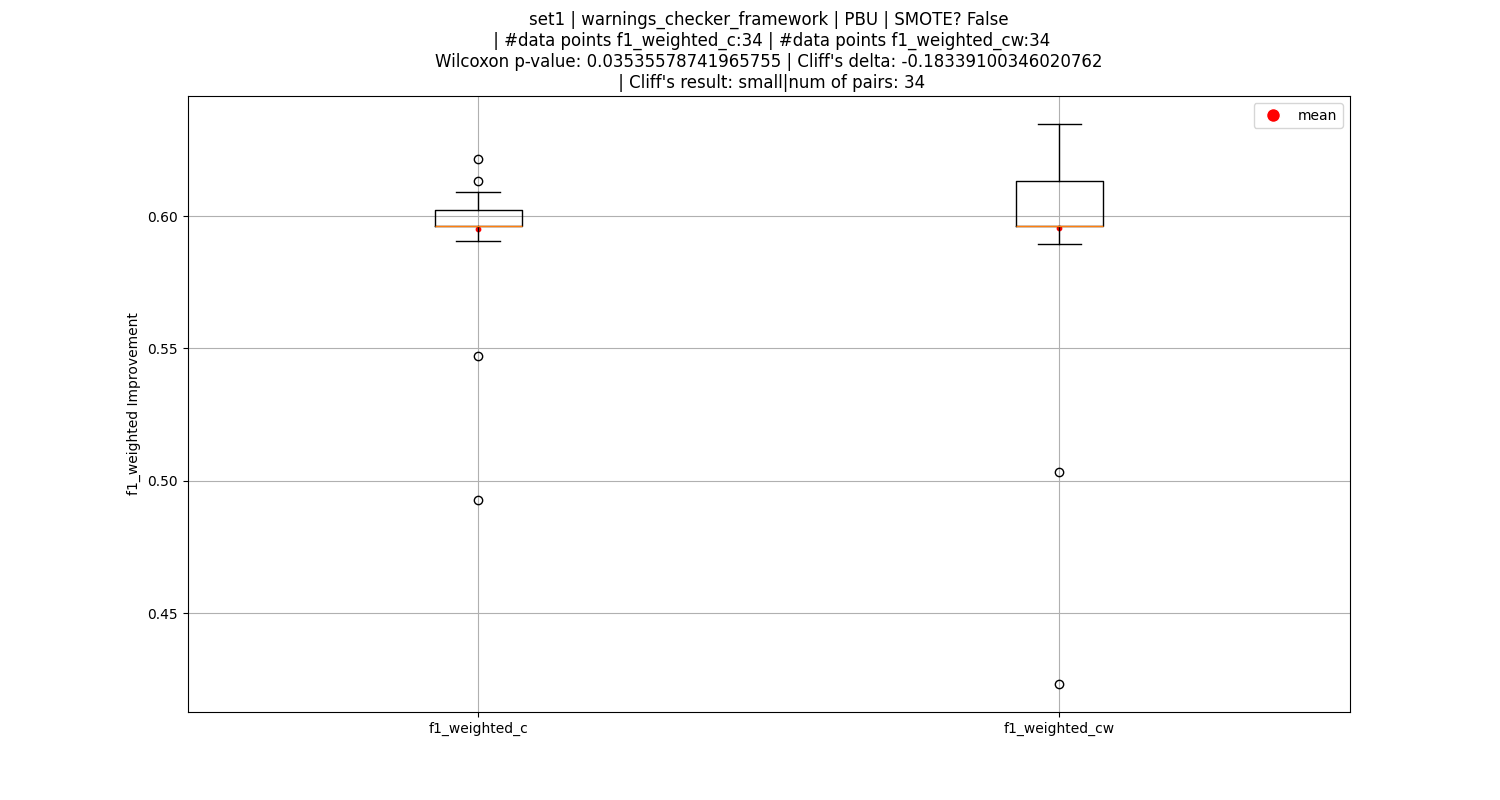 set1 | warnings_checker_framework | PBU | SMOTE? False
| #data points f1_weighted_c:34 | #data points f1_weighted_cw:34
Wilcoxon p-value: 0.03535578741965755 | Cliff's delta: -0.18339100346020762
| Cliff's result: small|num of pairs: 34
mean
f1_weighted Improvement
0.60
0.55
0.50
0.45
f1_weighted_c
f1_weighted_cw